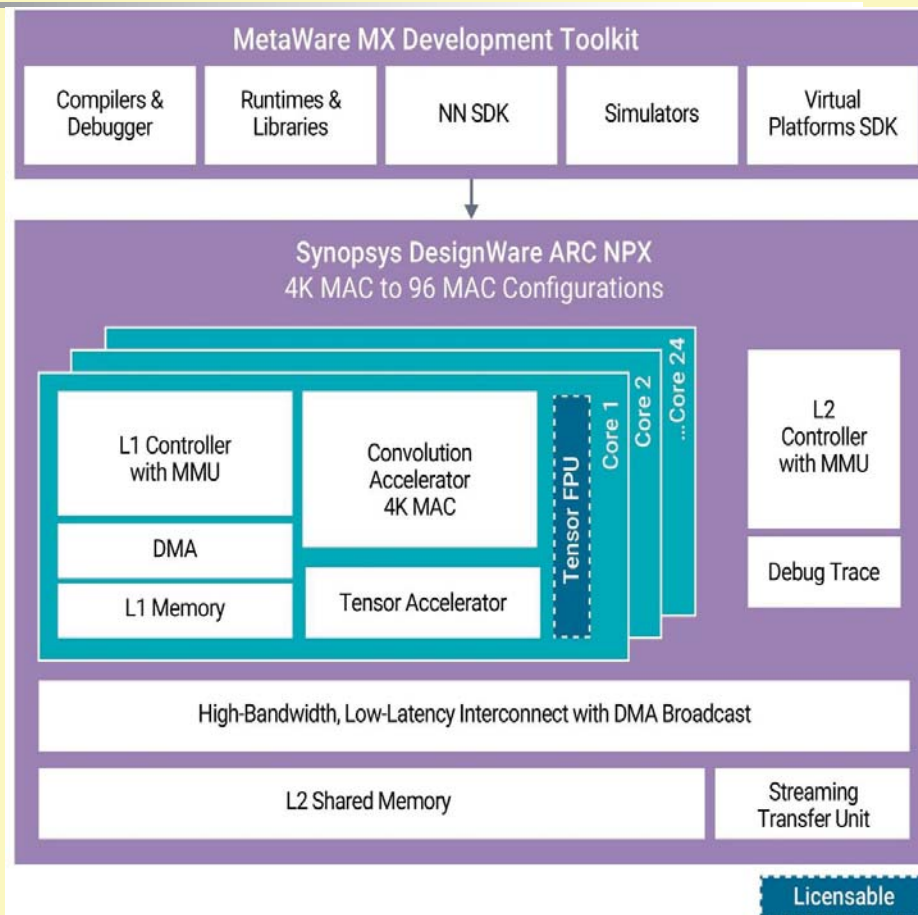 MetaWare MX Development Toolkit
Compilers &
Debugger
Runtimes &
Libraries
NN SDK
Simulators
Virtual
Platforms SDK
Synopsys DesignWare ARC NPX
4K MAC to 96 MAC Configurations
L1 Controller
with MMU
DMA
L1 Memory
Convolution
Accelerator
4K MAC
Tensor Accelerator
Tensor FPU
Core 1
Core 2
...Core 24
L2
Controller
with MMU
Debug Trace
High-Bandwidth, Low-Latency Interconnect with DMA Broadcast
L2 Shared Memory
Streaming
Transfer Unit
Licensable